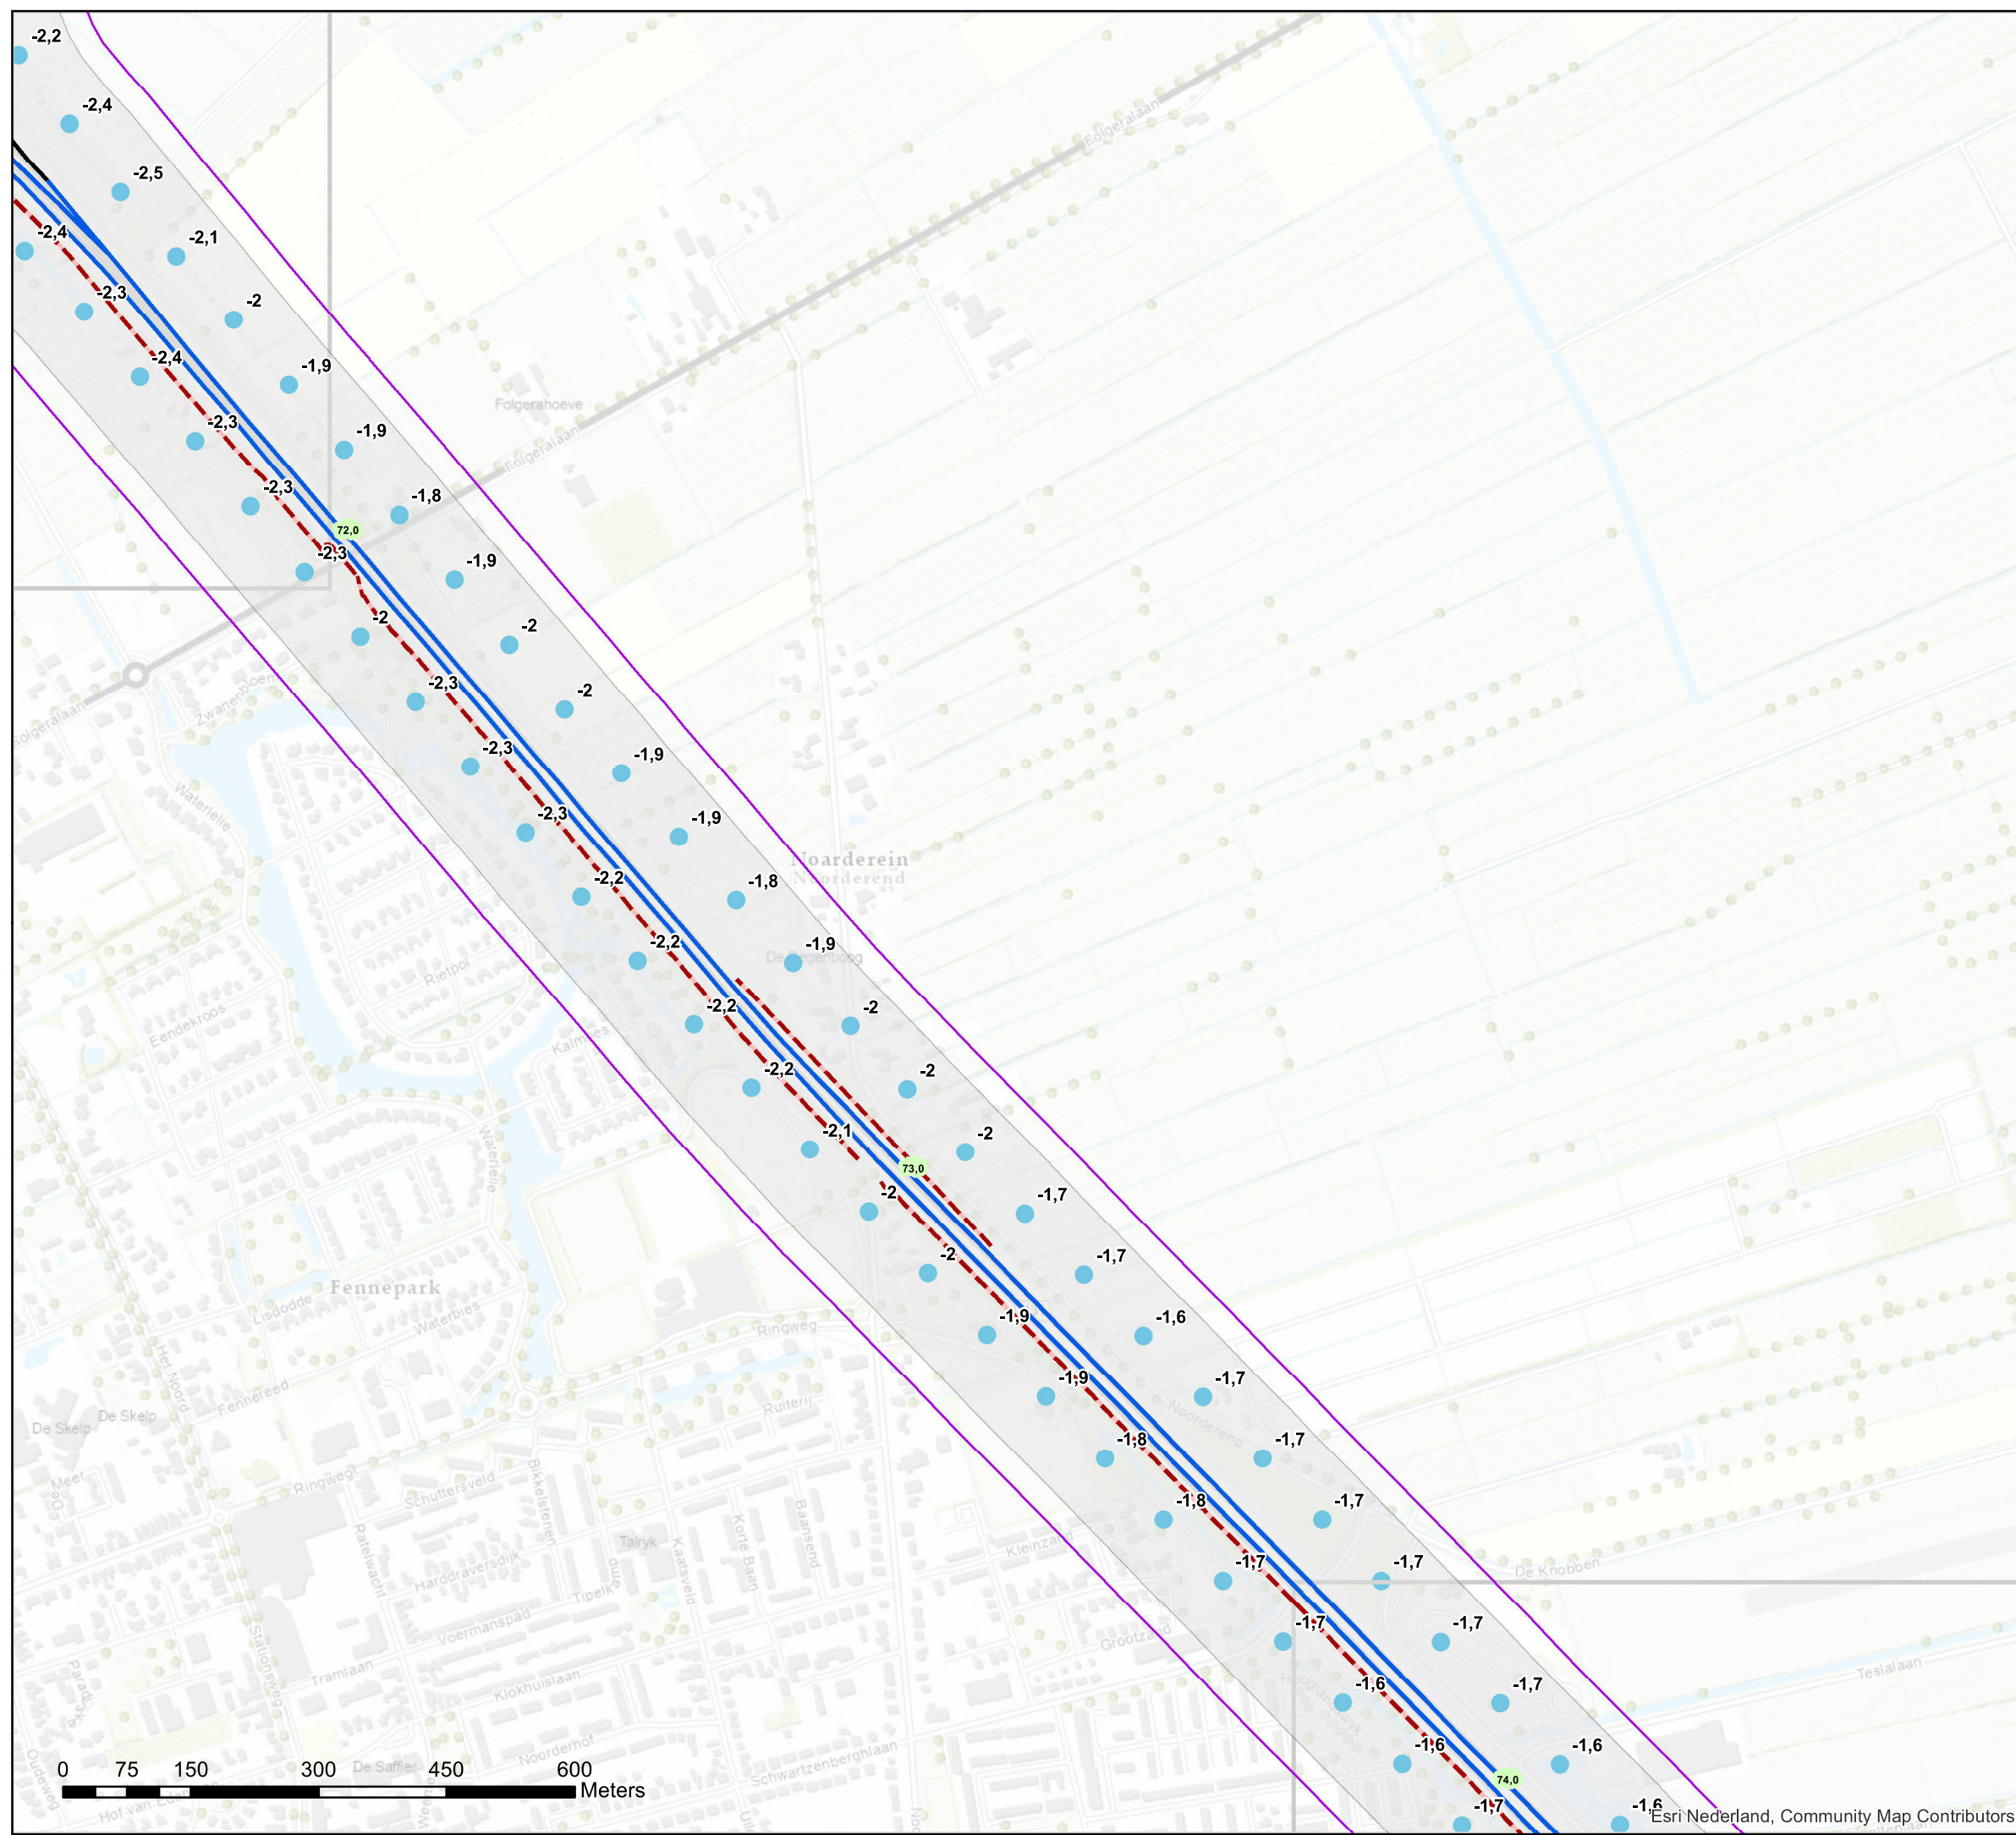 -2,2
-2,4
-2,5
-2,4
-2,1
-2,3
-2
-2,4
-1,9
-2,3
-1,9
-2,3
-1,8
72,0
-2,3
-1,9
-2
-2
-2,3
-2
-2,3
-1,9
-2,3
-1,9
-2,2
-1,8
-2,2
-1,9
-2,2
-2
-2,2
-2
-2,1
-2
73,0
-2
-1,7
-2
-1,7
-1,9
-1,6
-1,9
-1,7
-1,8
-1,7
-1,8
-1,7
-1,7
-1,7
-1,7
-1,7
-1,6
-1,7
-1,6
-1,6
74,0
-1,7
-1,6
Folgeralaan
Folgerahoeve
Folgeralaan
Folgeralaan
Zwanenbloem
Waterlelie
Noarderein
Noorderend
De Regenboog
Rietpol
Eendekroos
Kalmoes
Waterlelie
Fennepark
Lisdodde
Waterbies
Ringweg
Het Noord
Fennereed
De Skelp
De Skelp
Ruiterij
Noorderend
Ringweg
Schuttersveld
Bikkelstenen
Meer
Talryk
Korte Baan
Baansend
Kaatsveld
Ratelwacht
Harddraversdijk
Tipelk
Kleinzand
De Knobben
Voermanspad
Stationsweg
Tramlaan
Klokhuislaan
Grootzand
Teslalaan
Noorderhof
De Saffier
Schwartzenberghlaan
Oudeweg
0 75 150 300 450 600
Meters
Esri Nederland, Community Map Contributors